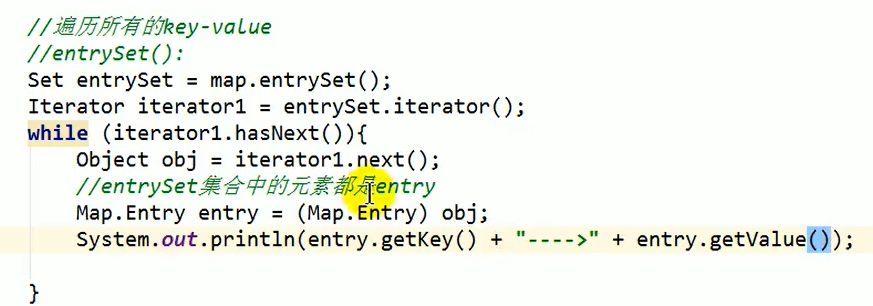 //遍历所有的key-value
//entrySet():
Set entrySet = map.entrySet();
Iterator iterator1 = entrySet.iterator();
while (iterator1.hasNext()){
    Object obj = iterator1.next();
    //entrySet集合中的元素都是entry
    Map.Entry entry = (Map.Entry) obj;
    System.out.println(entry.getKey() + "---->" + entry.getValue());
}